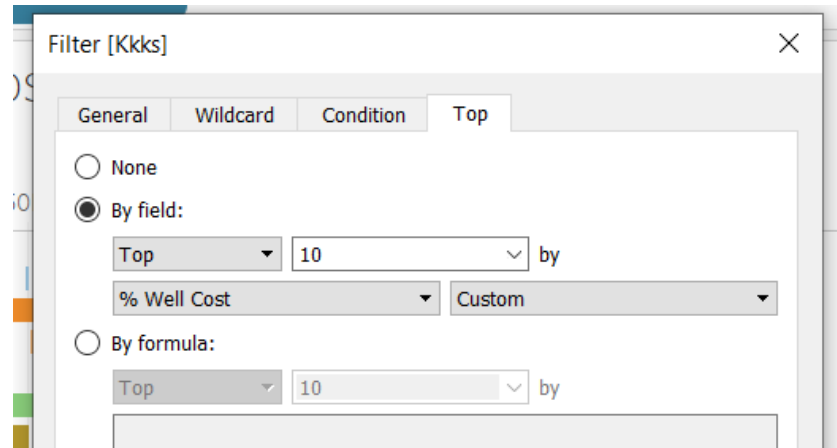 Filter [Kkks]
General Wildcard Condition Top
None
By field:
Top 10 by
% Well Cost Custom
By formula:
Top 10 by